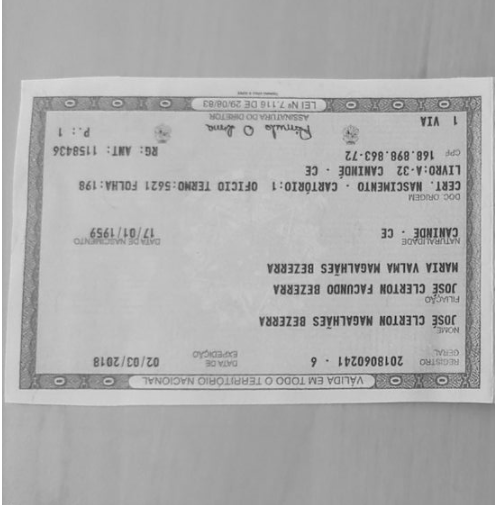 VÁLIDA EM TODO O TERRITÓRIO NACIONAL
REGISTRO GERAL 2018060241 - 6 DATA DE EXPEDIÇÃO 02/03/2018
NOME
JOSÉ CLERTON MAGALHÃES BEZERRA
FILIAÇÃO
JOSÉ CLERTON FACUNDO BEZERRA
MARIA VALMA MAGALHÃES BEZERRA
NATURALIDADE DATA DE NASCIMENTO
CANINDE - CE 17/01/1959
DOC. ORIGEM
CERT. NASCIMENTO - CARTÓRIO:1 OFICIO TERMO:5621 FOLHA:198
LIVRO:A-32 CANINDÉ - CE
CPF 168.898.863-72 RG: ANT: 1158436
1 VIA P.: 1
ASSINATURA DO DIRETOR
LEI Nº 7.116 DE 29/08/83